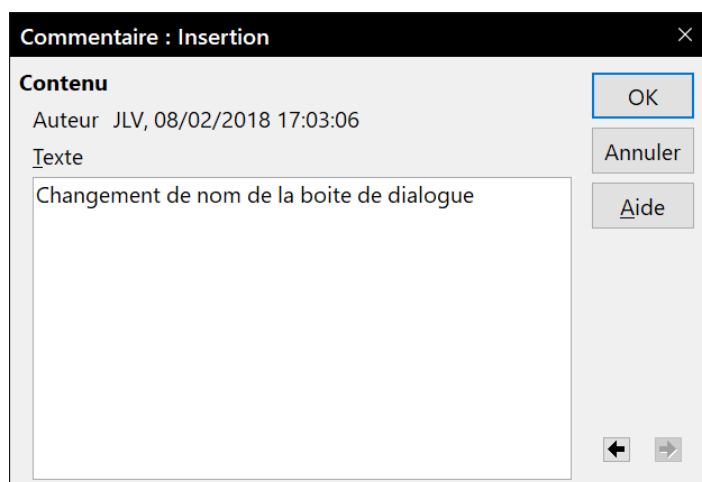 Commentaire : Insertion
Contenu
OK
Auteur JLV, 08/02/2018 17:03:06
Annuler
Texte
Changement de nom de la boite de dialogue
Aide